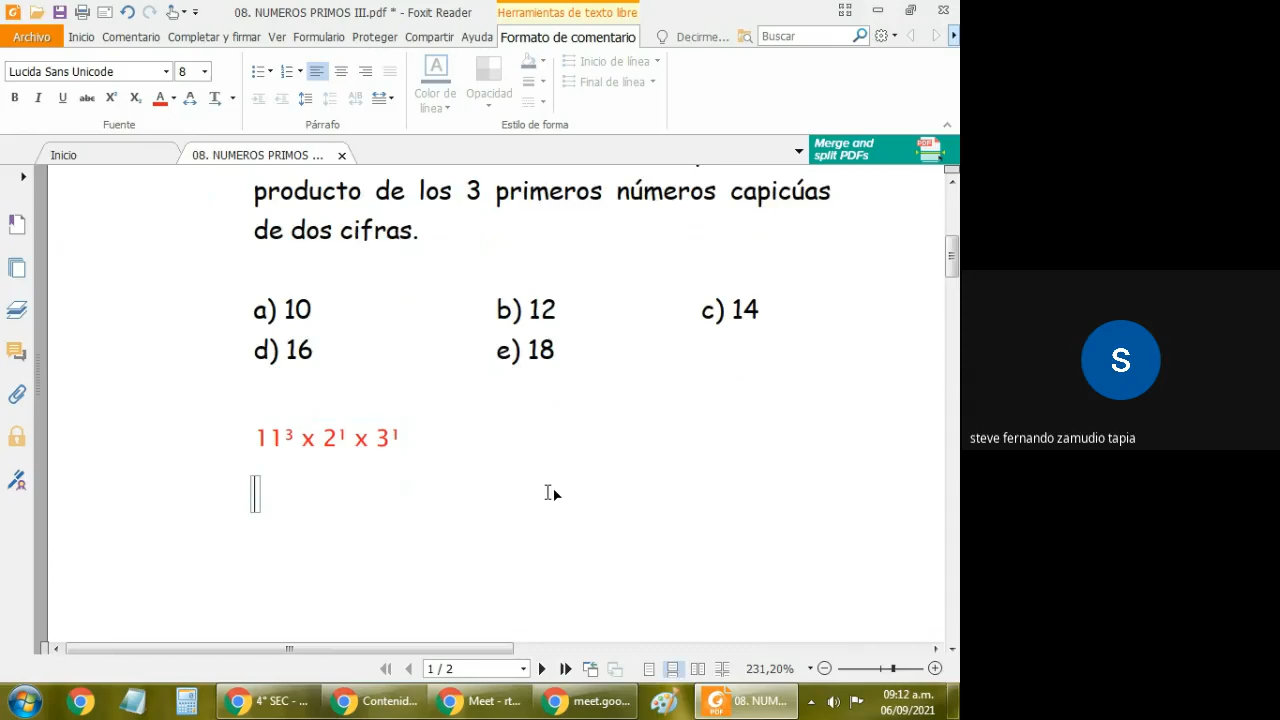 08. NUMEROS PRIMOS III.pdf * - Foxit Reader
Herramientas de texto libre
Archivo Inicio Comentario Completar y firmar Ver Formulario Proteger Compartir Ayuda Formato de comentario Decirme... Buscar
Lucida Sans Unicode 8
Color de línea Opacidad
Inicio de línea
Final de línea
Fuente Párrafo Estilo de forma
Inicio
08. NUMEROS PRIMOS ...
Merge and split PDFs
producto de los 3 primeros números capicúas
de dos cifras.
a) 10 b) 12 c) 14
d) 16 e) 18
11³ x 2¹ x 3¹
S
steve fernando zamudio tapia
1 / 2
231,20%
4° SEC - ... Contenid... Meet - rt... meet.goo... 08. NUM...
09:12 a.m.
06/09/2021